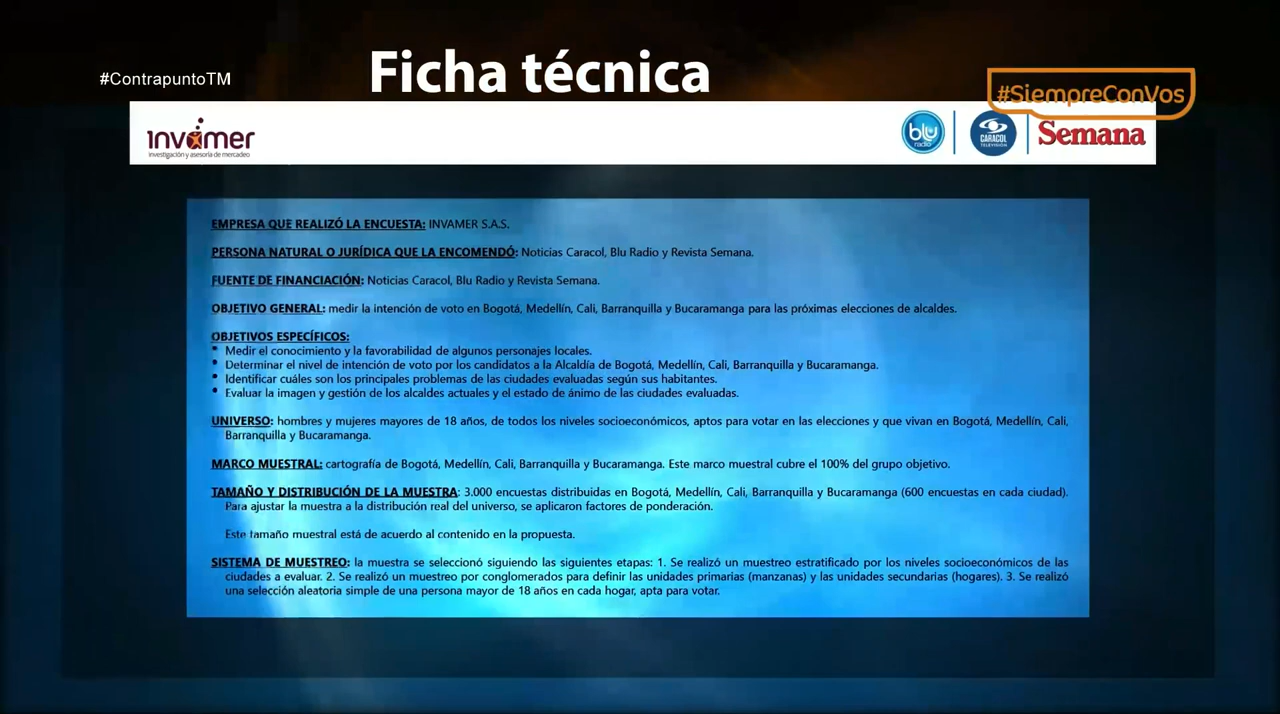 Ficha técnica
#ContrapuntoTM
#SiempreConVos
invamer
investigación y asesoría de mercadeo
blu
radio
CARACOL
TELEVISIÓN
Semana
EMPRESA QUE REALIZÓ LA ENCUESTA: INVAMER S.A.S.
PERSONA NATURAL O JURÍDICA QUE LA ENCOMENDÓ: Noticias Caracol, Blu Radio y Revista Semana.
FUENTE DE FINANCIACIÓN: Noticias Caracol, Blu Radio y Revista Semana.
OBJETIVO GENERAL: medir la intención de voto en Bogotá, Medellín, Cali, Barranquilla y Bucaramanga para las próximas elecciones de alcaldes.
OBJETIVOS ESPECÍFICOS:
• Medir el conocimiento y la favorabilidad de algunos personajes locales.
• Determinar el nivel de intención de voto por los candidatos a la Alcaldía de Bogotá, Medellín, Cali, Barranquilla y Bucaramanga.
• Identificar cuáles son los principales problemas de las ciudades evaluadas según sus habitantes.
• Evaluar la imagen y gestión de los alcaldes actuales y el estado de ánimo de las ciudades evaluadas.
UNIVERSO: hombres y mujeres mayores de 18 años, de todos los niveles socioeconómicos, aptos para votar en las elecciones y que vivan en Bogotá, Medellín, Cali,
Barranquilla y Bucaramanga.
MARCO MUESTRAL: cartografía de Bogotá, Medellín, Cali, Barranquilla y Bucaramanga. Este marco muestral cubre el 100% del grupo objetivo.
TAMAÑO Y DISTRIBUCIÓN DE LA MUESTRA: 3.000 encuestas distribuidas en Bogotá, Medellín, Cali, Barranquilla y Bucaramanga (600 encuestas en cada ciudad).
Para ajustar la muestra a la distribución real del universo, se aplicaron factores de ponderación.
Este tamaño muestral está de acuerdo al contenido en la propuesta.
SISTEMA DE MUESTREO: la muestra se seleccionó siguiendo las siguientes etapas: 1. Se realizó un muestreo estratificado por los niveles socioeconómicos de las
ciudades a evaluar. 2. Se realizó un muestreo por conglomerados para definir las unidades primarias (manzanas) y las unidades secundarias (hogares). 3. Se realizó
una selección aleatoria simple de una persona mayor de 18 años en cada hogar, apta para votar.